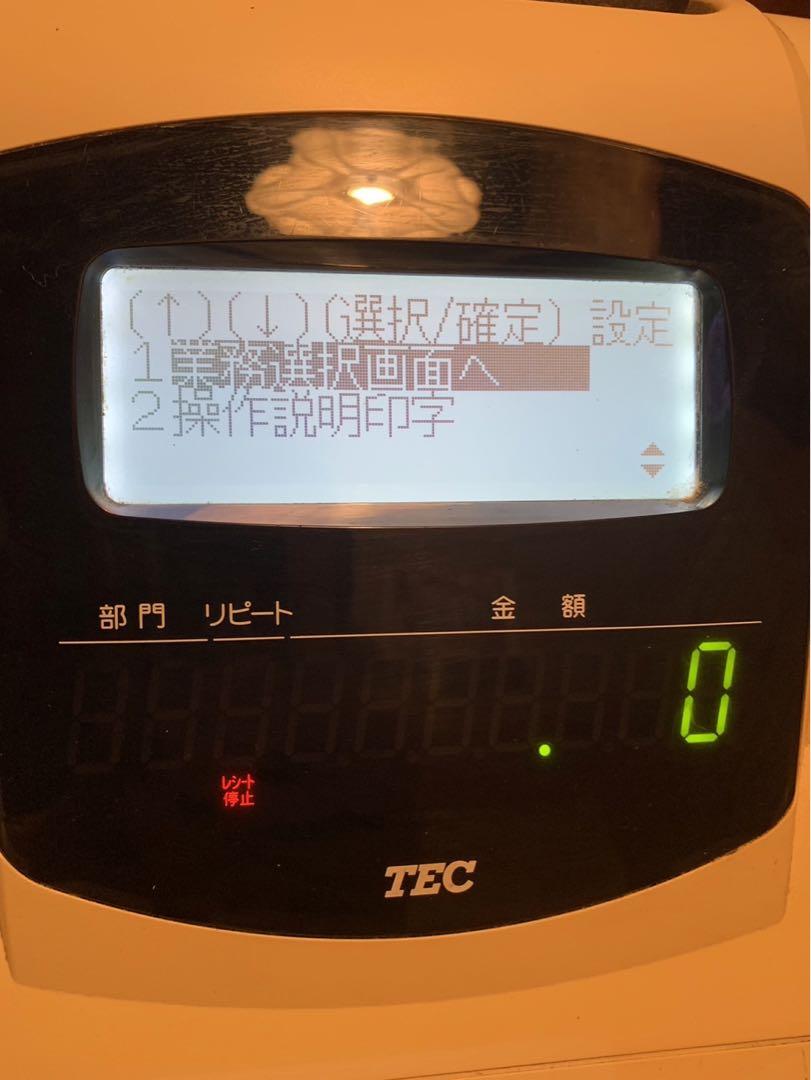 (↑)(↓)(G選択/確定) 設定
1 業務選択画面へ
2 操作説明印字
部門 リピート 金額
0
レシート
停止
TEC